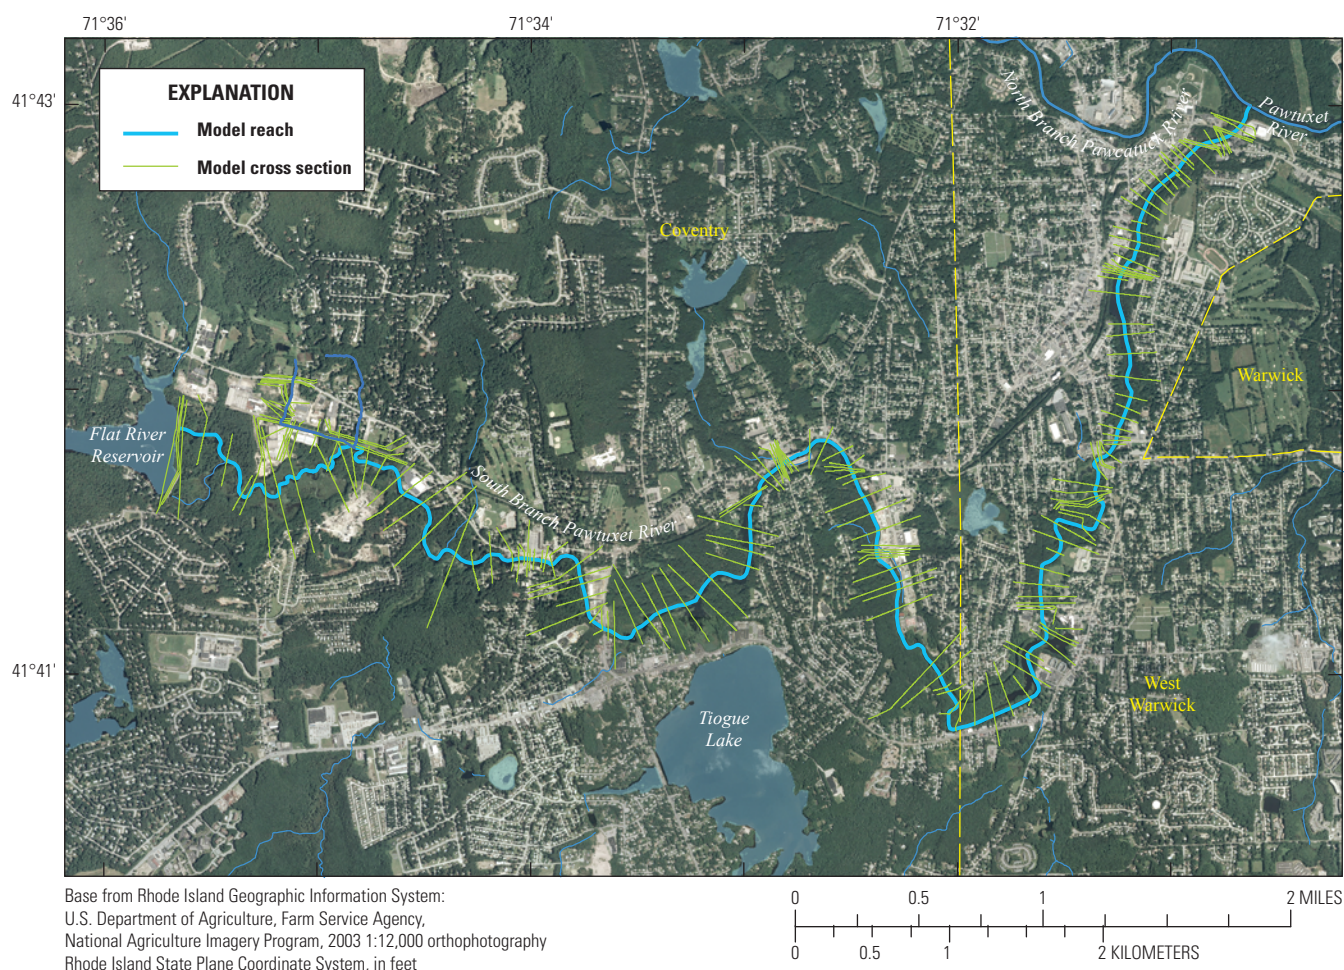 71°36'
71°34'
71°32'
41°43'
EXPLANATION
Model reach
Model cross section
North Branch Pawcatuck River
Pawtuxet
River
Coventry
Warwick
Flat River
Reservoir
South Branch Pawtuxet River
41°41'
West
Warwick
Tiogue
Lake
Base from Rhode Island Geographic Information System:
U.S. Department of Agriculture, Farm Service Agency,
National Agriculture Imagery Program, 2003 1:12,000 orthophotography
Rhode Island State Plane Coordinate System, in feet
0 0.5 1 2 MILES
0 0.5 1 2 KILOMETERS